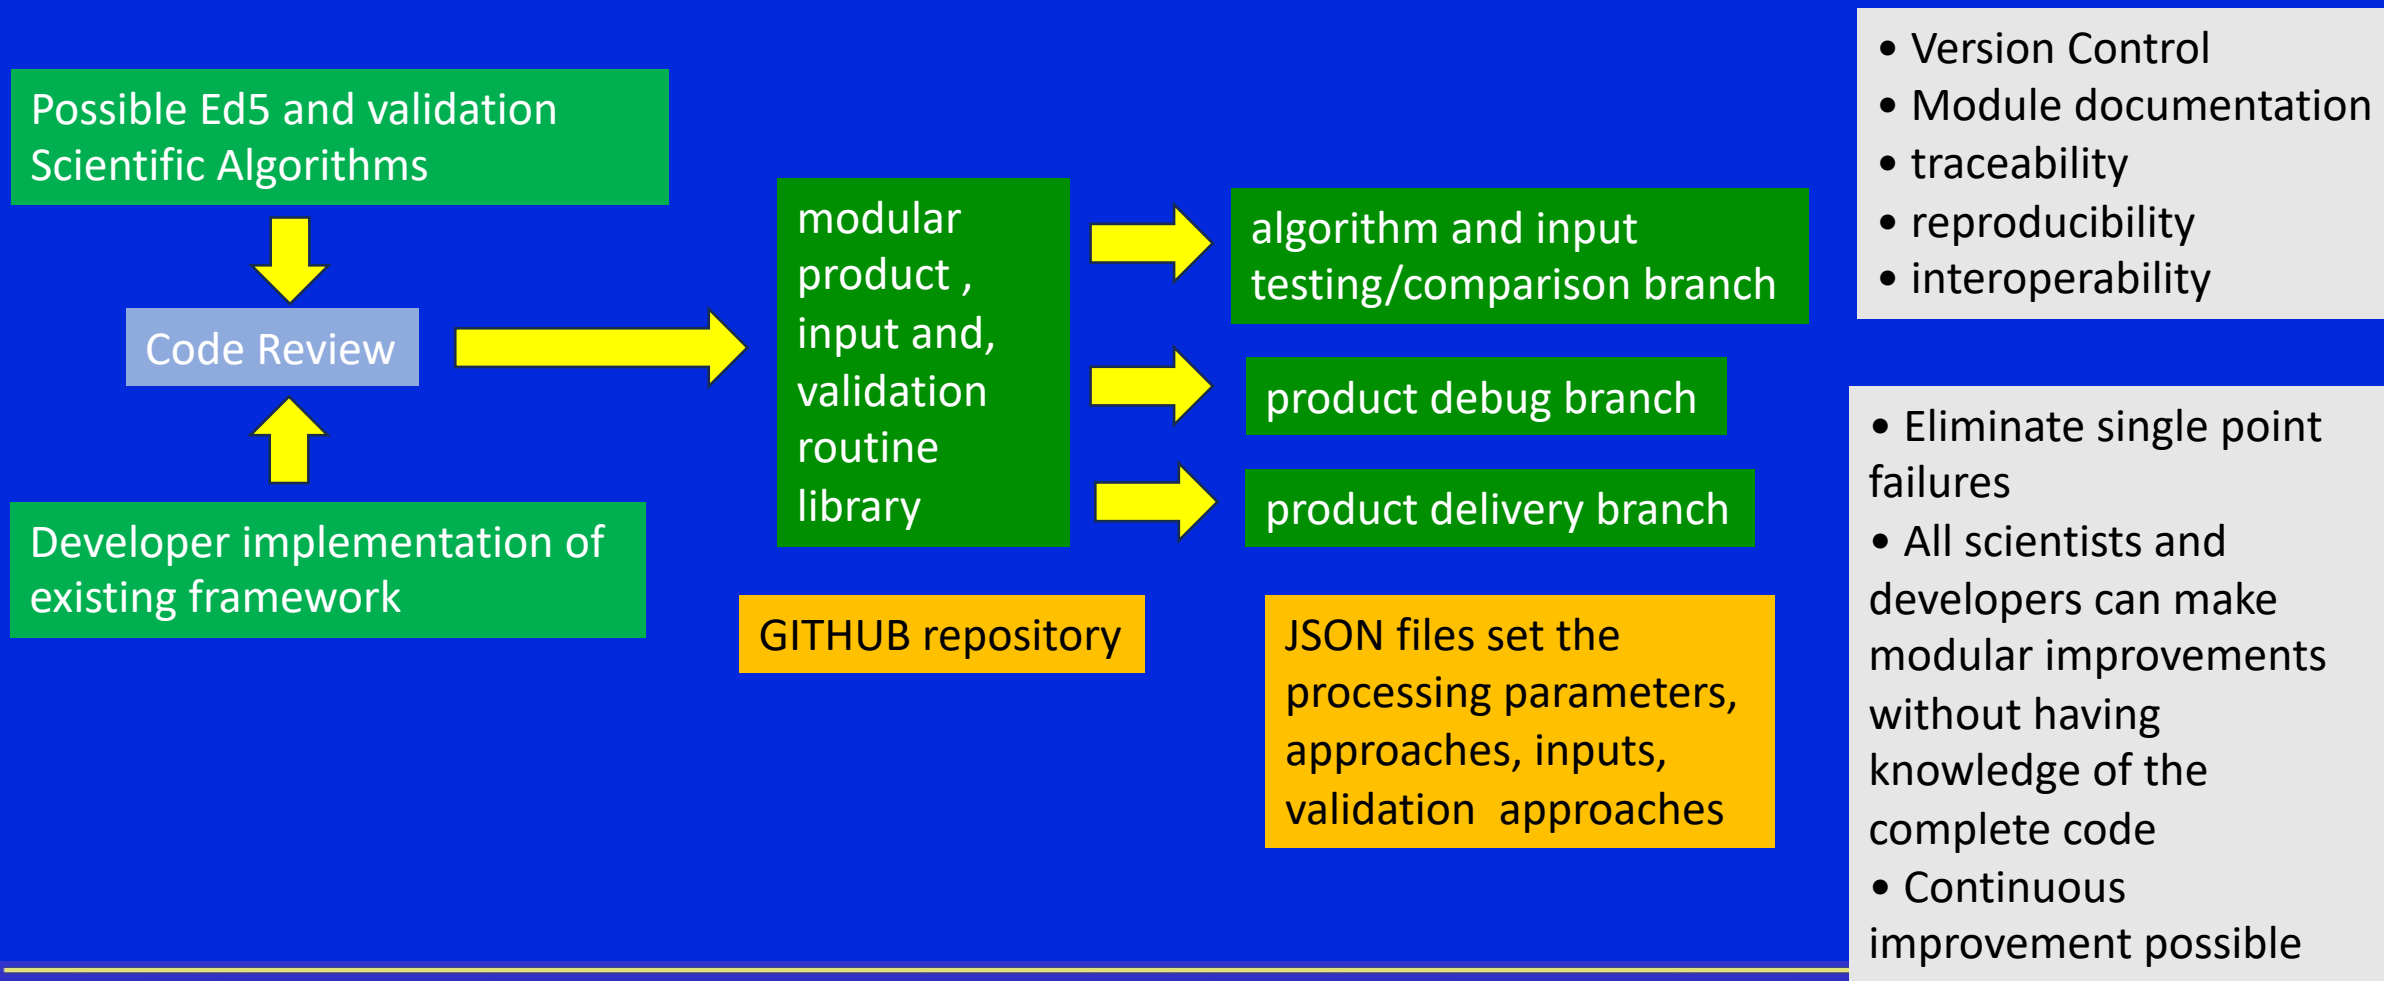 Possible Ed5 and validation
Scientific Algorithms
Code Review
Developer implementation of
existing framework
modular
product ,
input and,
validation
routine
library
GITHUB repository
algorithm and input
testing/comparison branch
product debug branch
product delivery branch
JSON files set the
processing parameters,
approaches, inputs,
validation  approaches
• Version Control
• Module documentation
• traceability
• reproducibility
• interoperability
• Eliminate single point
failures
• All scientists and
developers can make
modular improvements
without having
knowledge of the
complete code
• Continuous
improvement possible